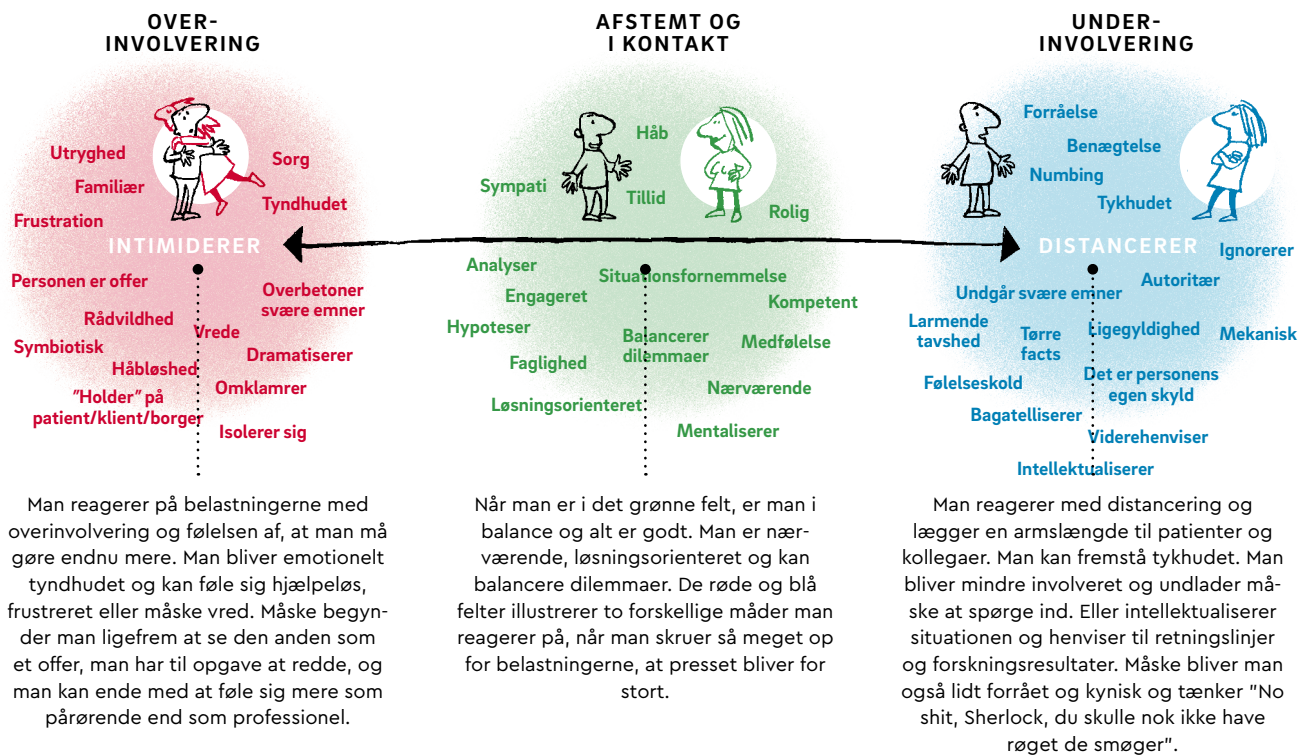 OVER-
INVOLVERING
Utryghed
Sorg
Familiær
Tyndhudet
Frustration
INTIMIDERER
Personen er offer
Overbetoner
svære emner
Rådvildhed
Vrede
Symbiotisk
Dramatiserer
Håbløshed
Omklamrer
"Holder" på
patient/klient/borger
Isolerer sig
Man reagerer på belastningerne med
overinvolvering og følelsen af, at man må
gøre endnu mere. Man bliver emotionelt
tyndhudet og kan føle sig hjælpeløs,
frustreret eller måske vred. Måske begyn-
der man ligefrem at se den anden som
et offer, man har til opgave at redde, og
man kan ende med at føle sig mere som
pårørende end som professionel.
AFSTEMT OG
I KONTAKT
Håb
Sympati
Tillid
Rolig
Analyser
Situationsfornemmelse
Engageret
Kompetent
Hypoteser
Balancerer
dilemmaer
Medfølelse
Faglighed
Nærværende
Løsningsorienteret
Mentaliserer
Når man er i det grønne felt, er man i
balance og alt er godt. Man er nær-
værende, løsningsorienteret og kan
balancere dilemmaer. De røde og blå
felter illustrerer to forskellige måder man
reagerer på, når man skruer så meget op
for belastningerne, at presset bliver for
stort.
UNDER-
INVOLVERING
Forråelse
Benægtelse
Numbing
Tykhudet
DISTANCERER
Ignorerer
Autoritær
Undgår svære emner
Larmende
tavshed
Tørre
facts
Ligegyldighed
Mekanisk
Følelseskold
Det er personens
egen skyld
Bagatelliserer
Viderehenviser
Intellektualiserer
Man reagerer med distancering og
lægger en armslængde til patienter og
kollegaer. Man kan fremstå tykhudet. Man
bliver mindre involveret og undlader må-
ske at spørge ind. Eller intellektualiserer
situationen og henviser til retningslinjer
og forskningsresultater. Måske bliver man
også lidt forrået og kynisk og tænker "No
shit, Sherlock, du skulle nok ikke have
røget de smøger".